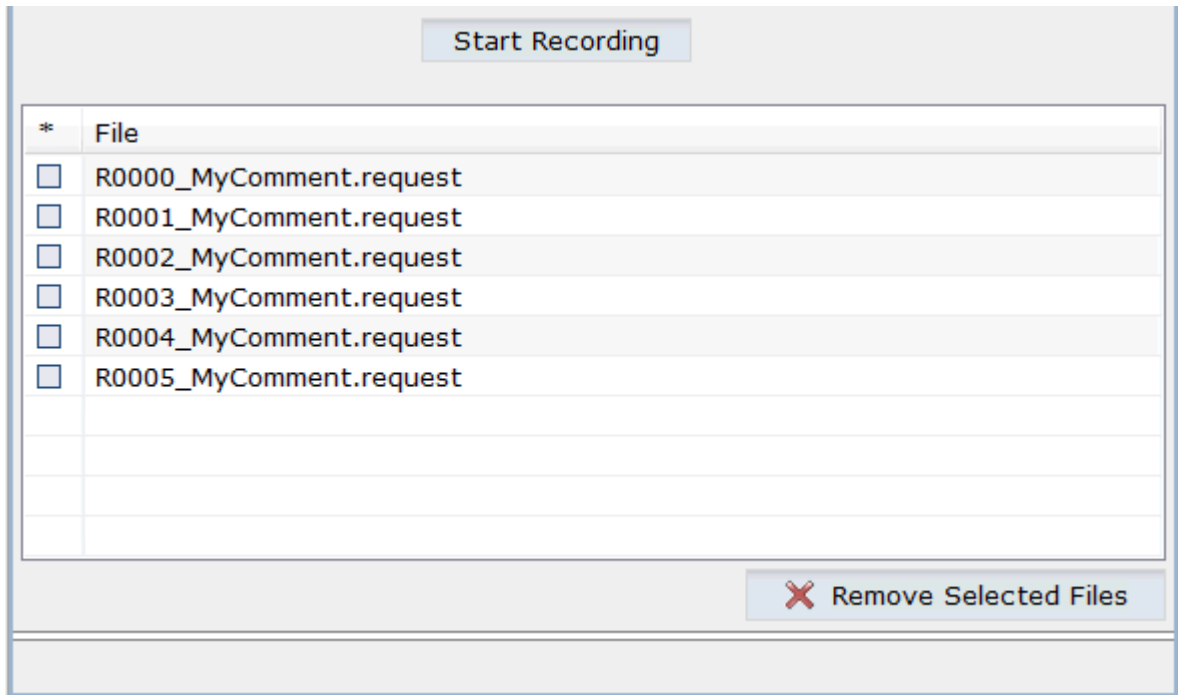 Start Recording
* File
R0000_MyComment.request
R0001_MyComment.request
R0002_MyComment.request
R0003_MyComment.request
R0004_MyComment.request
R0005_MyComment.request
Remove Selected Files